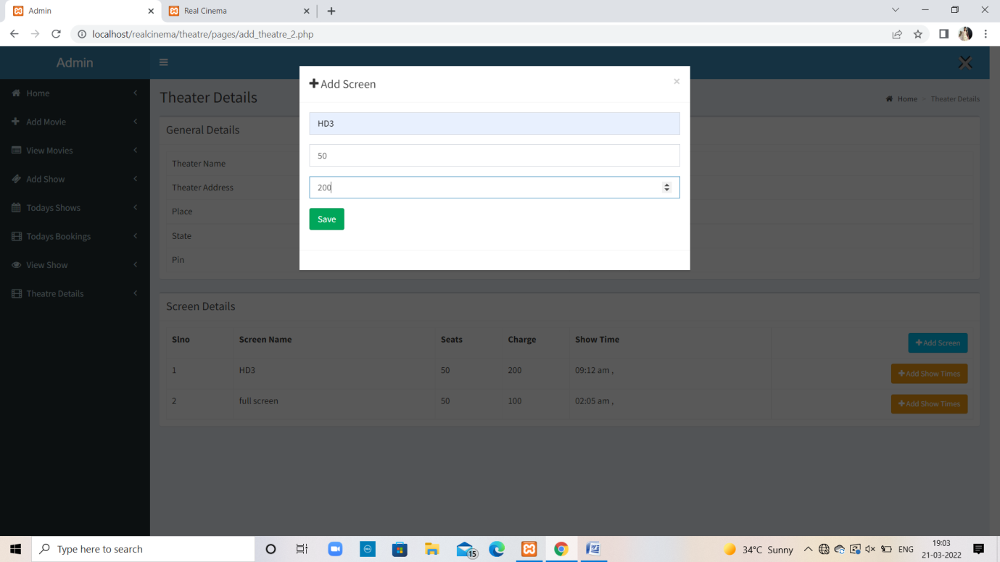 Admin
Real Cinema
localhost/realcinema/theatre/pages/add_theatre_2.php
Admin
Home
Add Movie
View Movies
Add Show
Todays Shows
Todays Bookings
View Show
Theatre Details
Theater Details
Home > Theater Details
General Details
Theater Name
Theater Address
Place
State
Pin
Add Screen
×
HD3
50
200
Save
Screen Details
Slno Screen Name Seats Charge Show Time Add Screen
1 HD3 50 200 09:12 am , Add Show Times
2 full screen 50 100 02:05 am , Add Show Times
Type here to search
15
34°C Sunny
ENG
19:03
21-03-2022